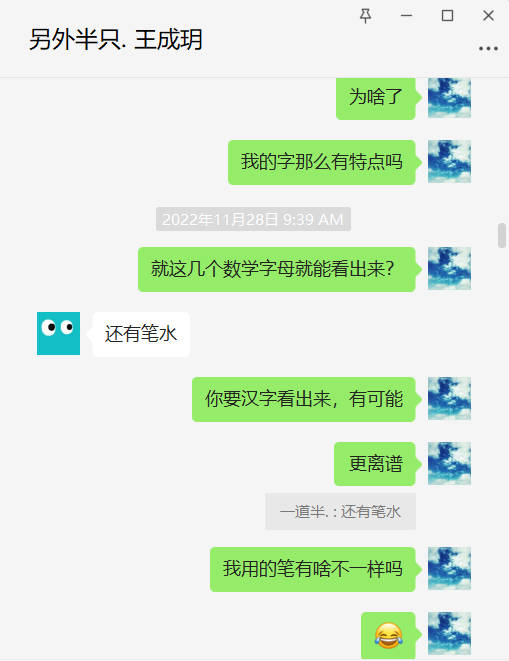 另外半只. 王成玥
为啥了
我的字那么有特点吗
2022年11月28日 9:39 AM
就这几个数学字母就能看出来？
还有笔水
你要汉字看出来，有可能
更离谱
一道半. : 还有笔水
我用的笔有啥不一样吗